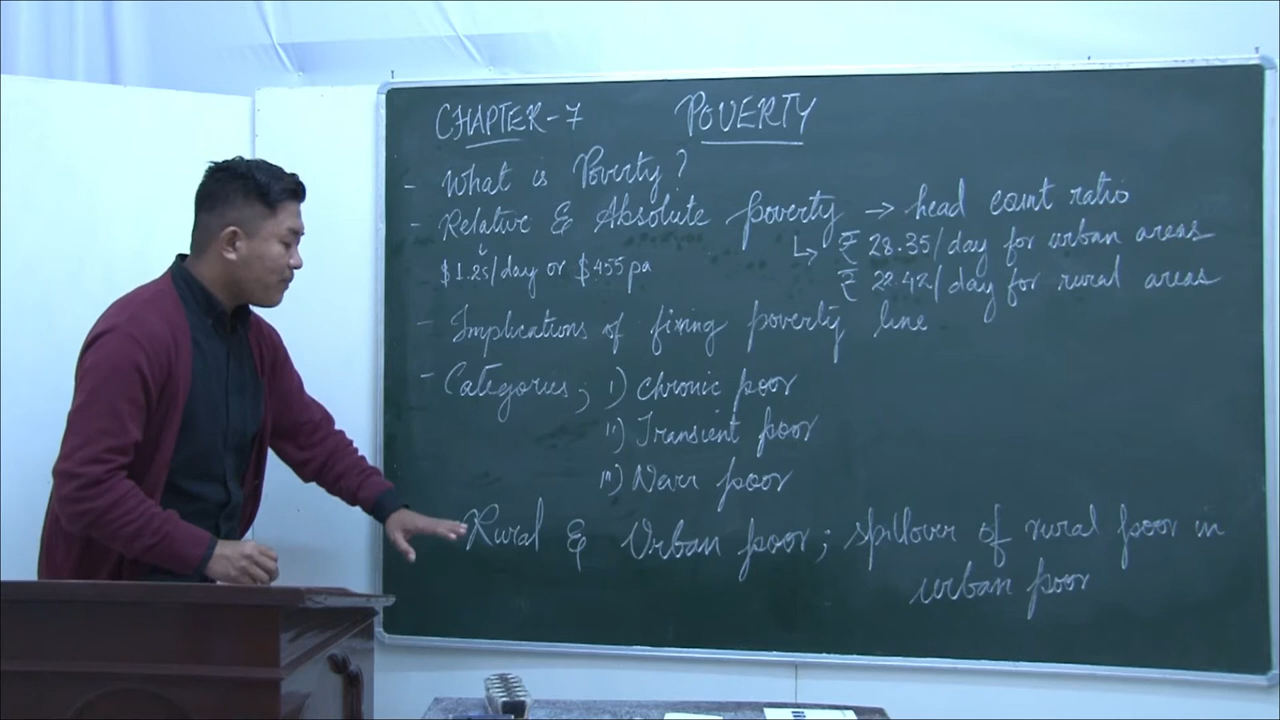 CHAPTER-7 POVERTY
- What is Poverty?
- Relative & Absolute poverty → head count ratio
↳ ₹ 28.35/day for urban areas
$1.25/day or $455 pa
₹ 22.42/day for rural areas
- Implications of fixing poverty line
- Categories; i) Chronic poor
ii) Transient poor
iii) Near poor
Rural & Urban poor; spillover of rural poor in
urban poor